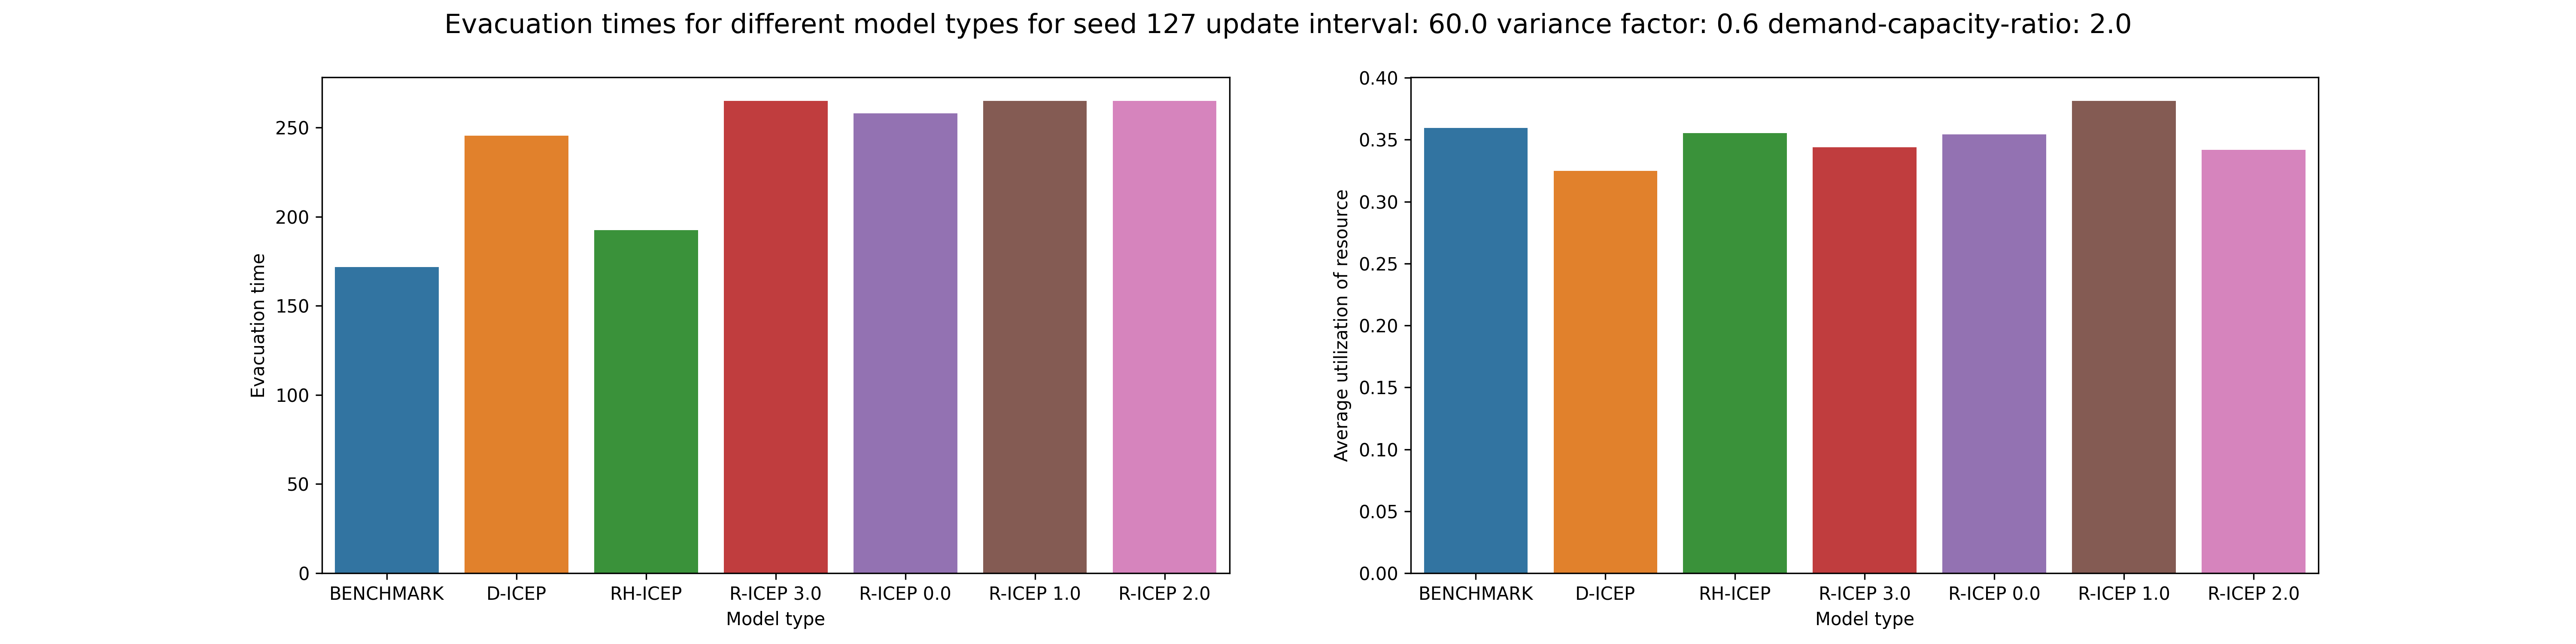 Evacuation times for different model types for seed 127 update interval: 60.0 variance factor: 0.6 demand-capacity-ratio: 2.0
Evacuation time
250
200
150
100
50
0
BENCHMARK D-ICEP RH-ICEP R-ICEP 3.0 R-ICEP 0.0 R-ICEP 1.0 R-ICEP 2.0
Model type
Average utilization of resource
0.40
0.35
0.30
0.25
0.20
0.15
0.10
0.05
0.00
BENCHMARK D-ICEP RH-ICEP R-ICEP 3.0 R-ICEP 0.0 R-ICEP 1.0 R-ICEP 2.0
Model type